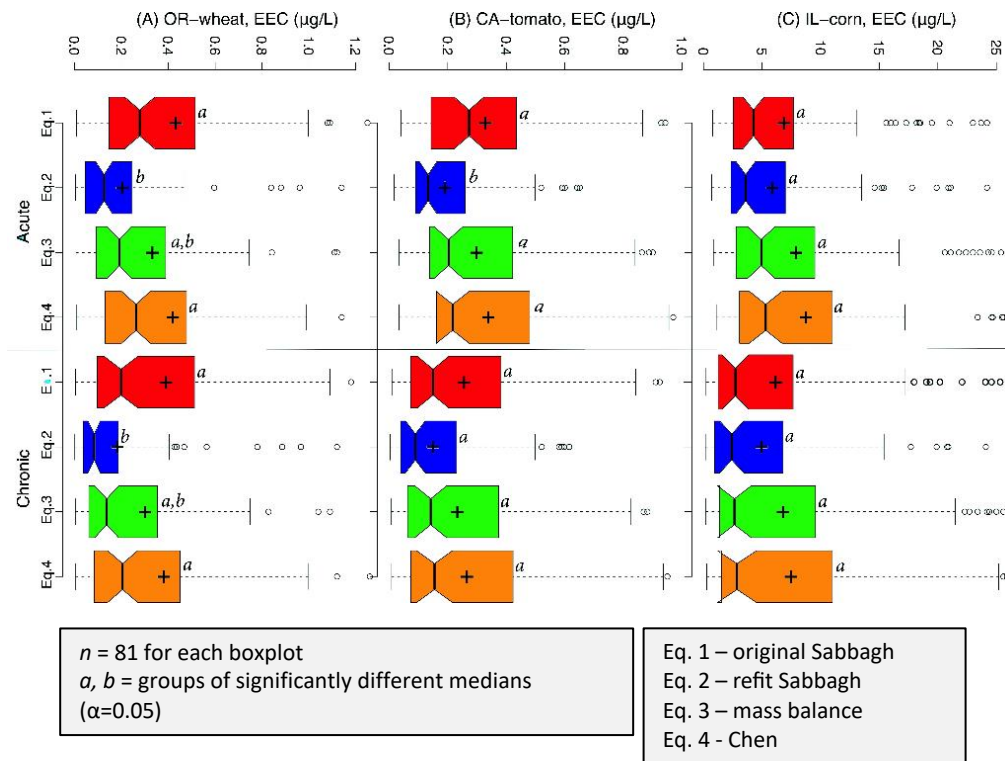 (A) OR−wheat, EEC (µg/L)
0.0 0.2 0.4 0.6 0.8 1.0 1.2
(B) CA−tomato, EEC (µg/L)
0.0 0.2 0.4 0.6 0.8 1.0
(C) IL−corn, EEC (µg/L)
0 5 10 15 20 25
Acute
Eq.1
a
a
a
Eq.2
b
b
a
Eq.3
a,b
a
a
Eq.4
a
a
a
Chronic
.1
a
a
a
Eq.2
b
a
a
Eq.3
a,b
a
a
Eq.4
a
a
a
n = 81 for each boxplot
a, b = groups of significantly different medians
(α=0.05)
Eq. 1 – original Sabbagh
Eq. 2 – refit Sabbagh
Eq. 3 – mass balance
Eq. 4 - Chen